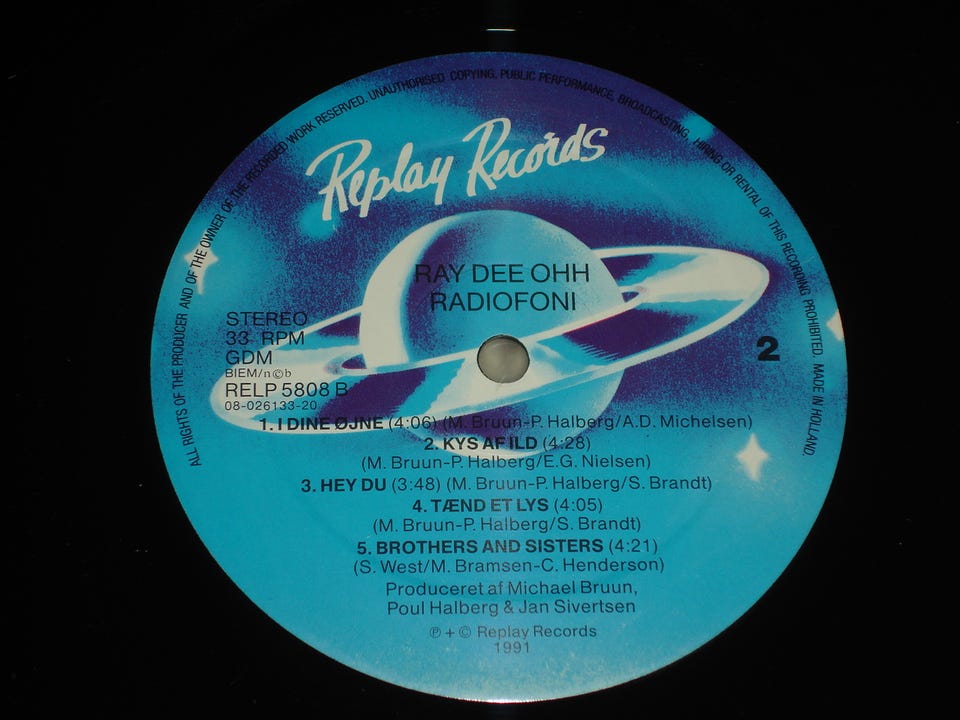 ALL RIGHTS OF THE PRODUCER AND OF THE OWNER OF THE RECORDED WORK RESERVED. UNAUTHORISED COPYING, PUBLIC PERFORMANCE, BROADCASTING, HIRING OR RENTAL OF THIS RECORDING PROHIBITED. MADE IN HOLLAND.
Replay Records
RAY DEE OHH
RADIOFONI
STEREO
33 RPM
GDM
BIEM/n©b
RELP 5808 B
08-026133-20
2
1. I DINE ØJNE (4:06) (M. Bruun-P. Halberg/A.D. Michelsen)
2. KYS AF ILD (4:28)
(M. Bruun-P. Halberg/E.G. Nielsen)
3. HEY DU (3:48) (M. Bruun-P. Halberg/S. Brandt)
4. TÆND ET LYS (4:05)
(M. Bruun-P. Halberg/S. Brandt)
5. BROTHERS AND SISTERS (4:21)
(S. West/M. Bramsen-C. Henderson)
Produceret af Michael Bruun,
Poul Halberg & Jan Sivertsen
℗ + © Replay Records
1991